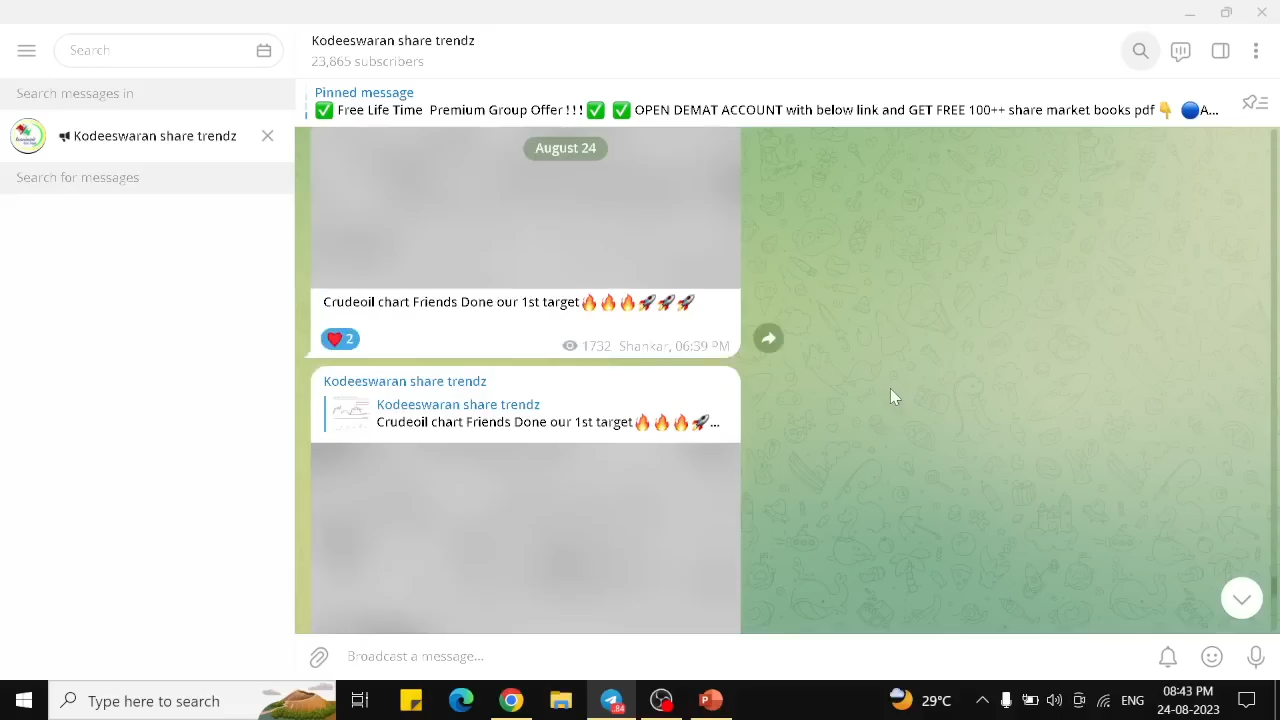 Search
Kodeeswaran share trendz
23,865 subscribers
Search messages in
Kodeeswaran share trendz
Search for messages
Pinned message
✅ Free Life Time Premium Group Offer!!! ✅ ✅ OPEN DEMAT ACCOUNT with below link and GET FREE 100++ share market books pdf👇 🔵A...
August 24
Crudeoil chart Friends Done our 1st target🔥🔥🔥🚀🚀🚀
❤️ 2
1732 Shankar, 06:39 PM
Kodeeswaran share trendz
Kodeeswaran share trendz
Crudeoil chart Friends Done our 1st target🔥🔥🔥🚀...
Broadcast a message...
Type here to search
29°C
ENG
08:43 PM
24-08-2023